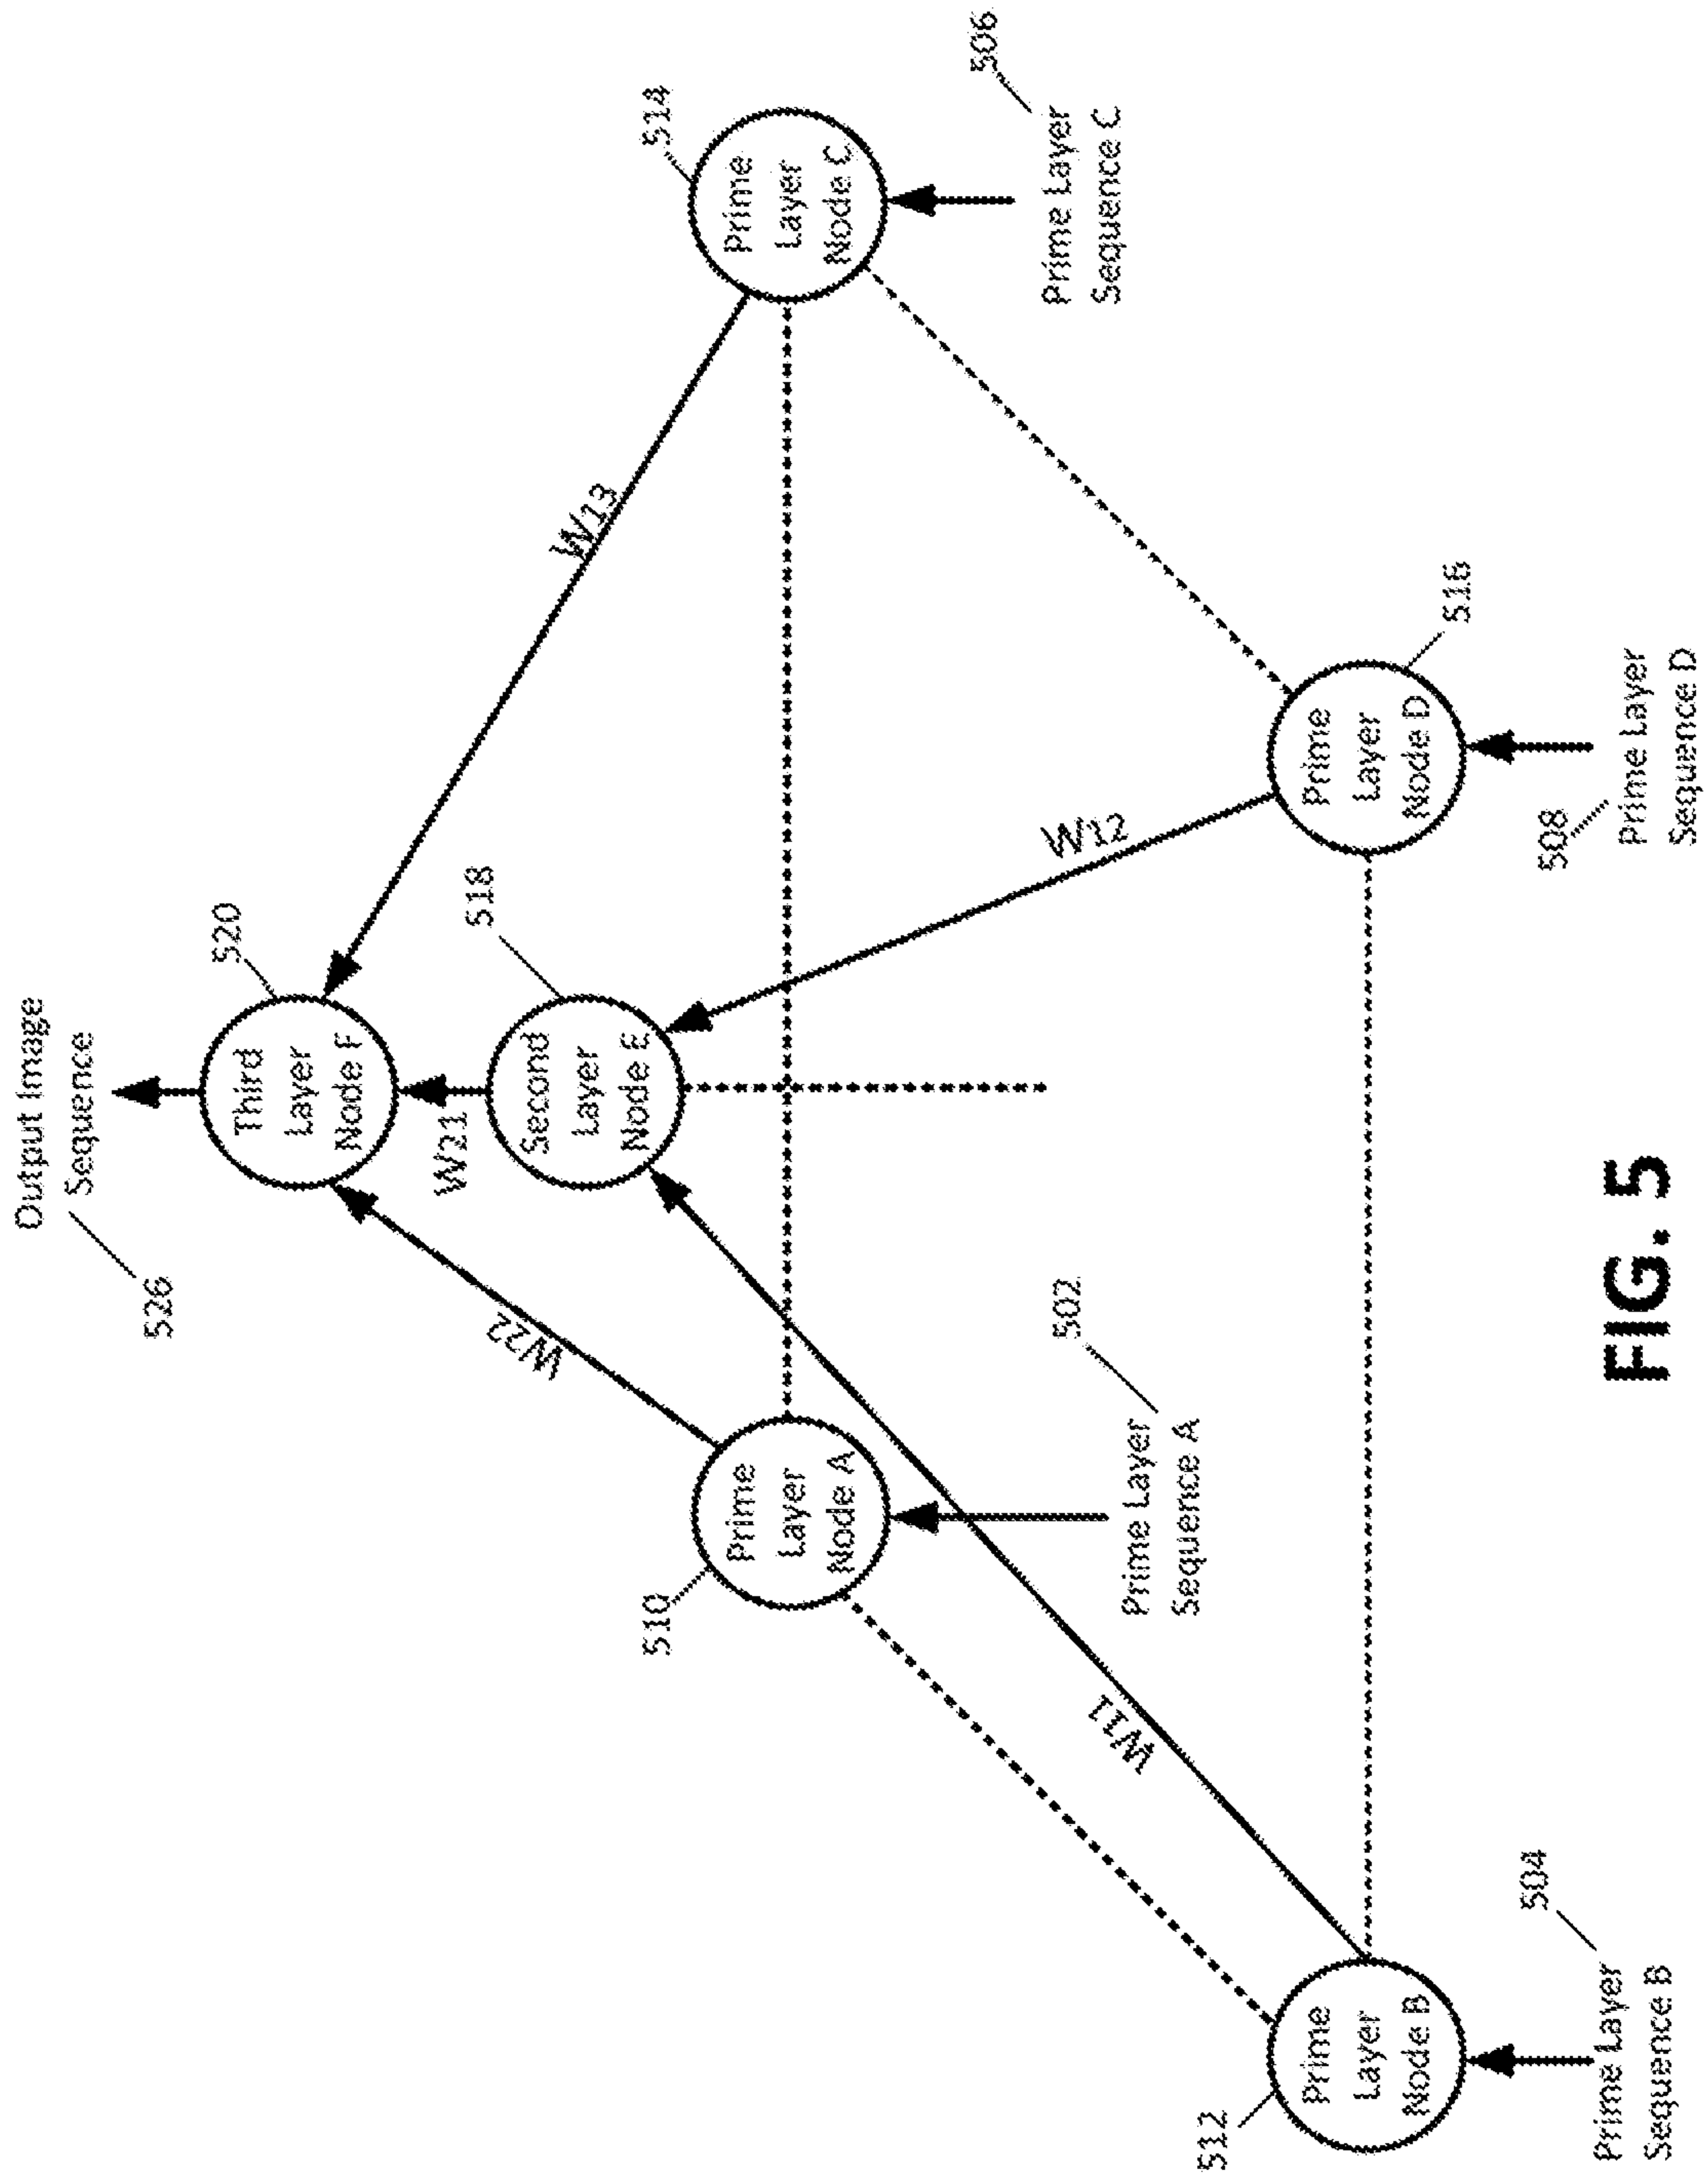 Output Image
Sequence
526
520
Third
Layer
Node F
W22
W21
W13
518
Second
Layer
Node E
510
Prime
Layer
Node A
514
Prime
Layer
Node C
502
Prime Layer
Sequence A
506
Prime Layer
Sequence C
W11
W12
512
Prime
Layer
Node B
Prime
Layer
Node D
516
504
Prime Layer
Sequence B
508
Prime Layer
Sequence D
FIG. 5